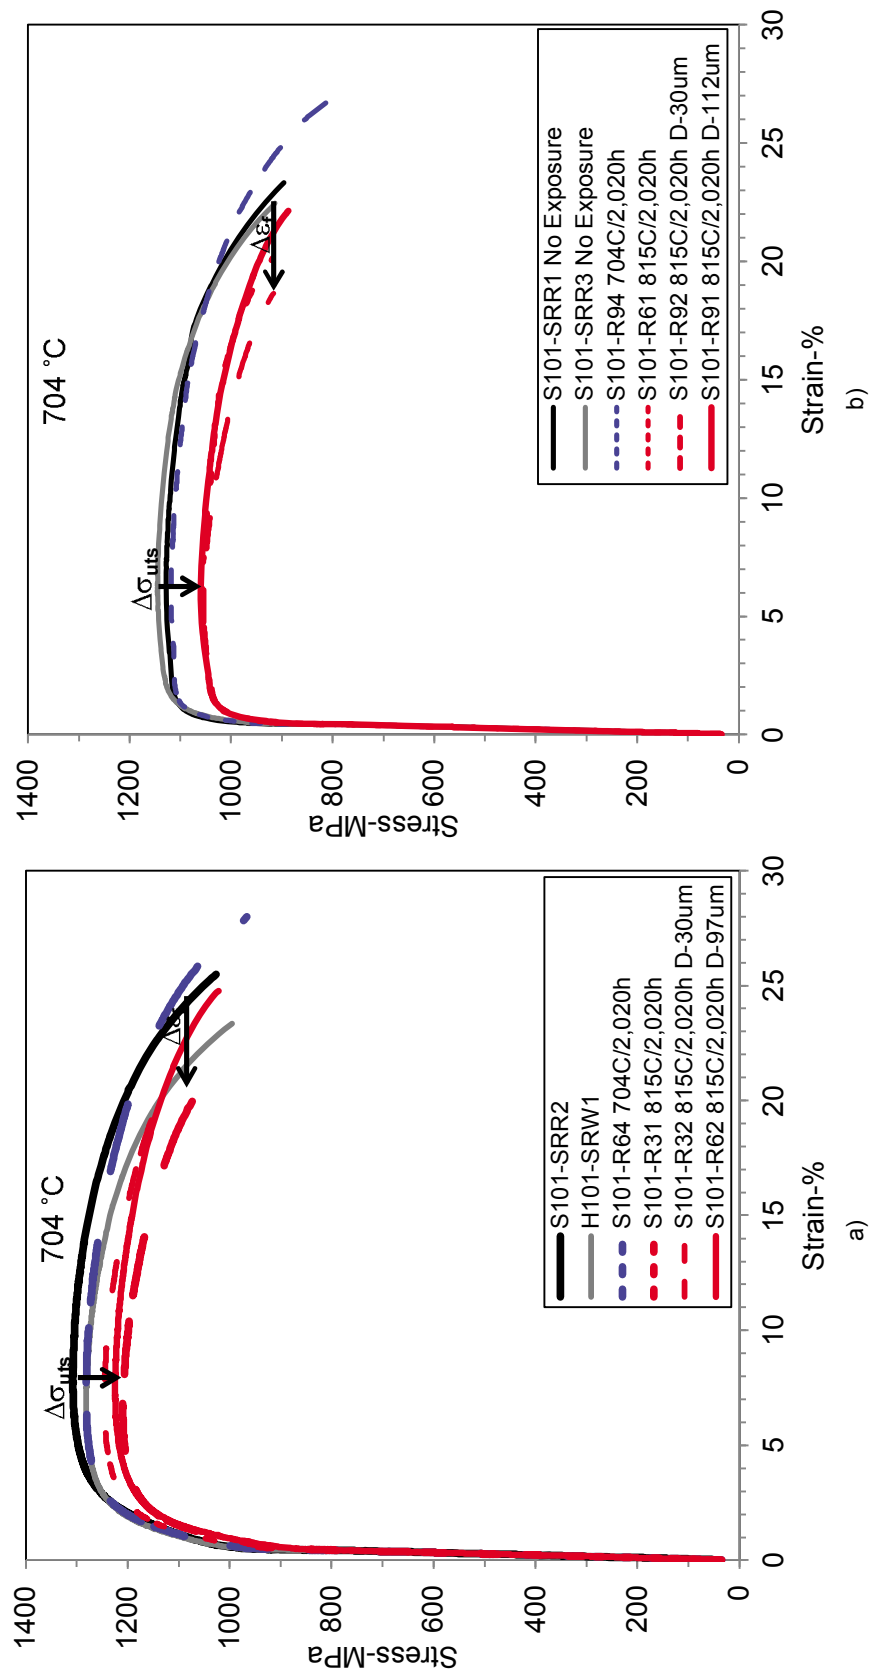 704 °C
Δσuts
Δεf
1400
1200
1000
800
600
400
200
0
Stress-MPa
0
5
10
15
20
25
30
Strain-%
S101-SRR2
H101-SRW1
S101-R64 704C/2,020h
S101-R31 815C/2,020h
S101-R32 815C/2,020h D-30um
S101-R62 815C/2,020h D-97um
a)
704 °C
Δσuts
Δεf
1400
1200
1000
800
600
400
200
0
Stress-MPa
0
5
10
15
20
25
30
Strain-%
S101-SRR1 No Exposure
S101-SRR3 No Exposure
S101-R94 704C/2,020h
S101-R61 815C/2,020h
S101-R92 815C/2,020h D-30um
S101-R91 815C/2,020h D-112um
b)